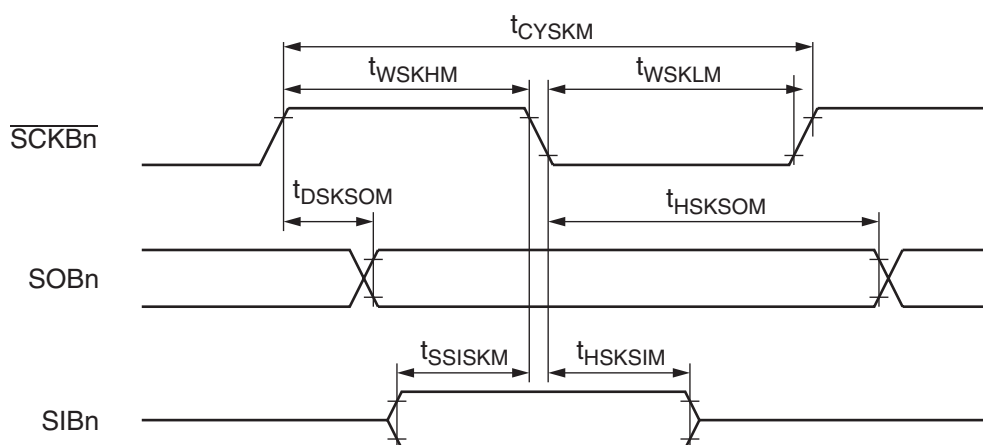 tCYSKM
tWSKHM tWSKLM
SCKBn
tDSKSOM tHSKSOM
SOBn
tSSISKM tHSKSIM
SIBn